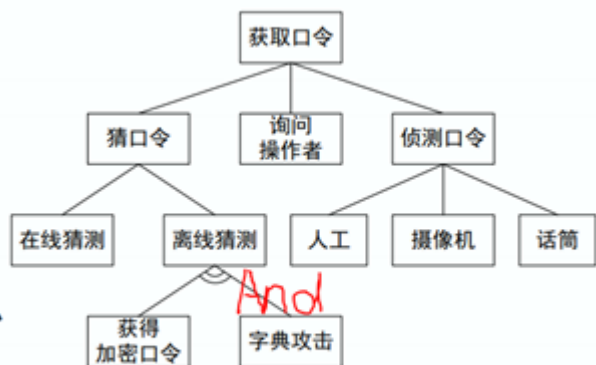 获取口令
猜口令
询问
操作者
侦测口令
在线猜测
离线猜测
人工
摄像机
话筒
And
获得
加密口令
字典攻击